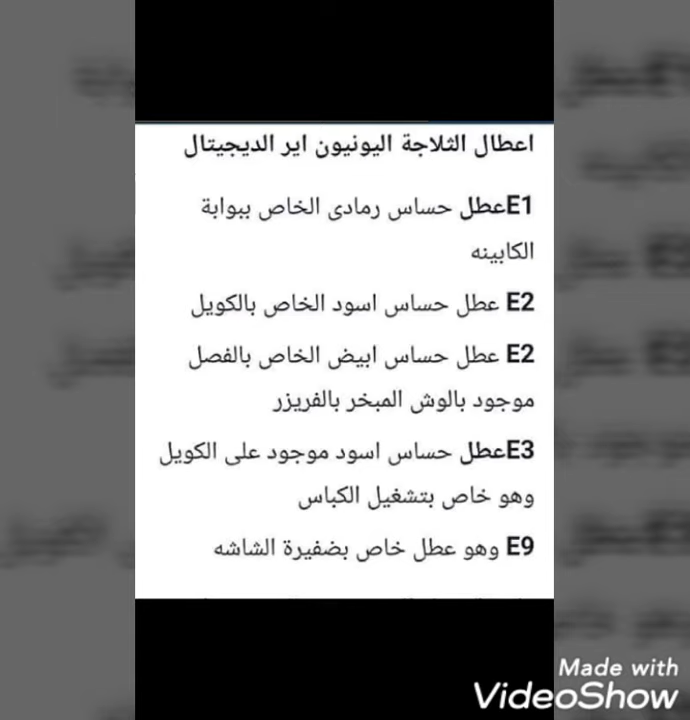 اعطال الثلاجة اليونيون اير الديجيتال
E1عطل حساس رمادى الخاص ببوابة
الكابينه
E2 عطل حساس اسود الخاص بالكويل
E2 عطل حساس ابيض الخاص بالفصل
موجود بالوش المبخر بالفريزر
E3عطل حساس اسود موجود على الكويل
وهو خاص بتشغيل الكباس
E9 وهو عطل خاص بضفيرة الشاشه
Made with
VideoShow